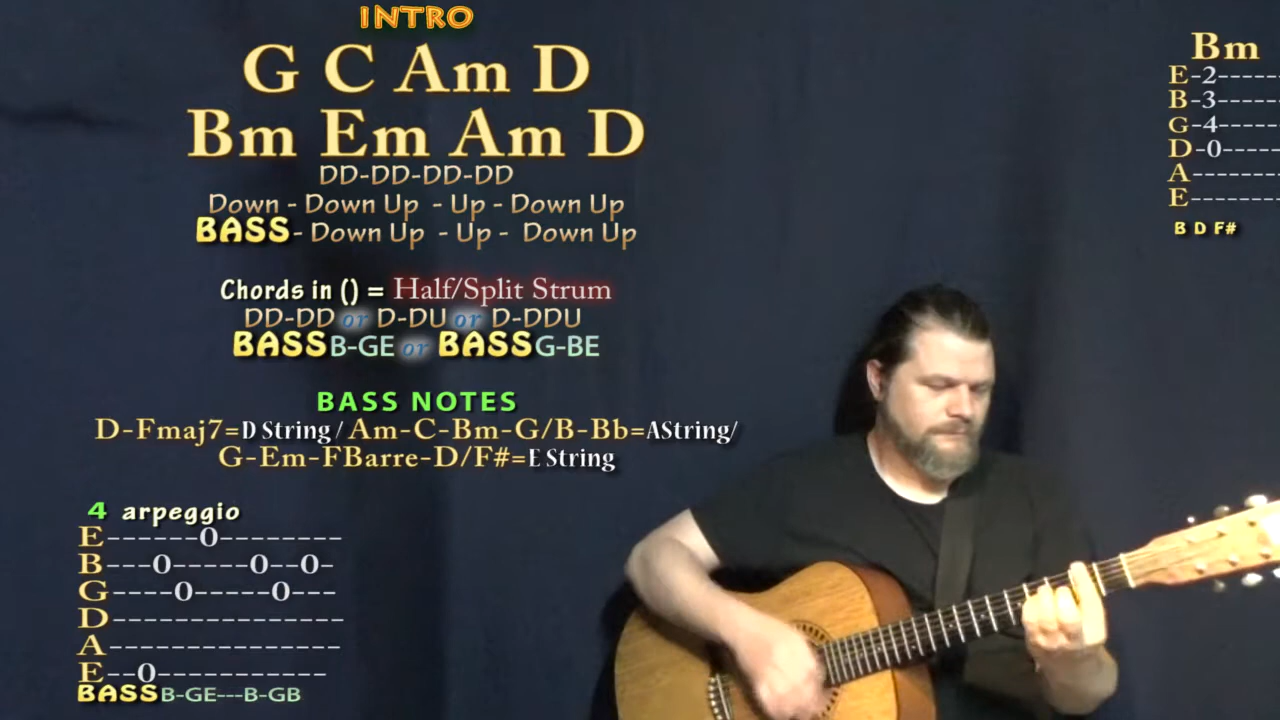 INTRO
G C Am D
Bm Em Am D
DD-DD-DD-DD
Down - Down Up - Up - Down Up
BASS - Down Up - Up - Down Up
Chords in () = Half/Split Strum
DD-DD or D-DU or D-DDU
BASS B-GE or BASS G-BE
BASS NOTES
D-Fmaj7=D String / Am-C-Bm-G/B-Bb=AString/
G-Em-FBarre-D/F#=E String
4 arpeggio
E------0--------
B---0-----0--0-
G----0-----0---
D---------------
A---------------
E--0-----------
BASS B-GE---B-GB
Bm
E-2-----
B-3-----
G-4-----
D-0-----
A-------
E-------
B D F#